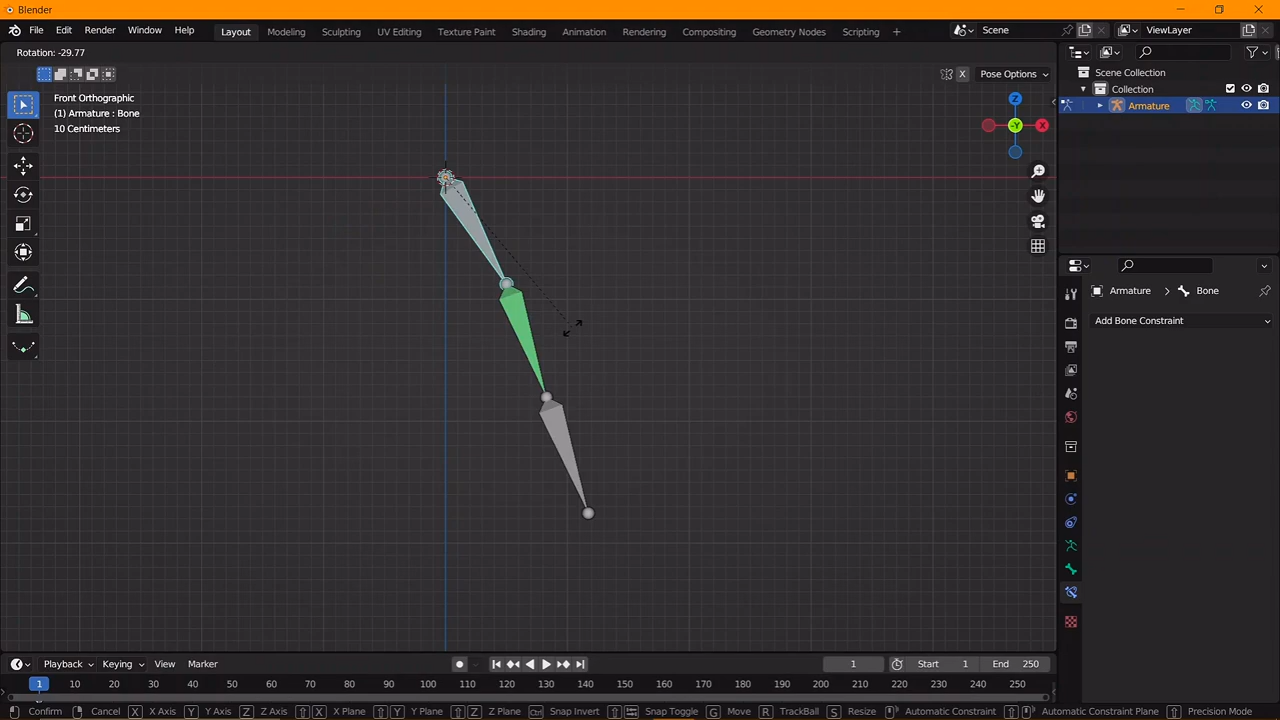 Blender
File Edit Render Window Help Layout Modeling Sculpting UV Editing Texture Paint Shading Animation Rendering Compositing Geometry Nodes Scripting + Scene ViewLayer
Rotation: -29.77
X Pose Options
Front Orthographic
(1) Armature : Bone
10 Centimeters
Z
-Y
X
Scene Collection
Collection
Armature
Armature > Bone
Add Bone Constraint
Playback Keying View Marker 1 Start 1 End 250
1 10 20 30 40 50 60 70 80 90 100 110 120 130 140 150 160 170 180 190 200 210 220 230 240 250
Confirm Cancel X X Axis Y Y Axis Z Z Axis X X Plane Y Y Plane Z Z Plane Snap Invert Snap Toggle G Move R TrackBall S Resize Automatic Constraint Automatic Constraint Plane Precision Mode